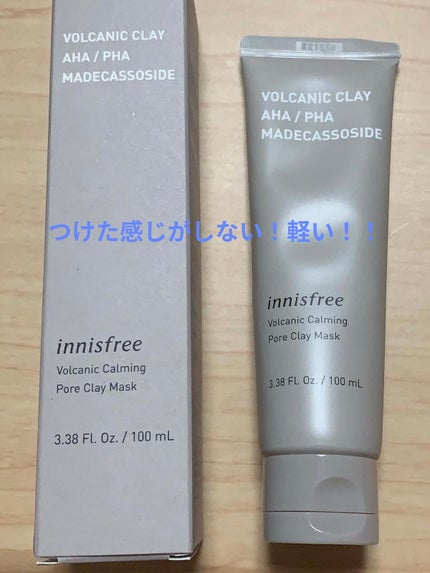 VOLCANIC CLAY
AHA / PHA
MADECASSOSIDE
つけた感じがしない！軽い！！
innisfree
Volcanic Calming
Pore Clay Mask
3.38 Fl. Oz. / 100 mL
VOLCANIC CLAY
AHA / PHA
MADECASSOSIDE
innisfree
Volcanic Calming
Pore Clay Mask
3.38 FL. Oz. / 100 mL